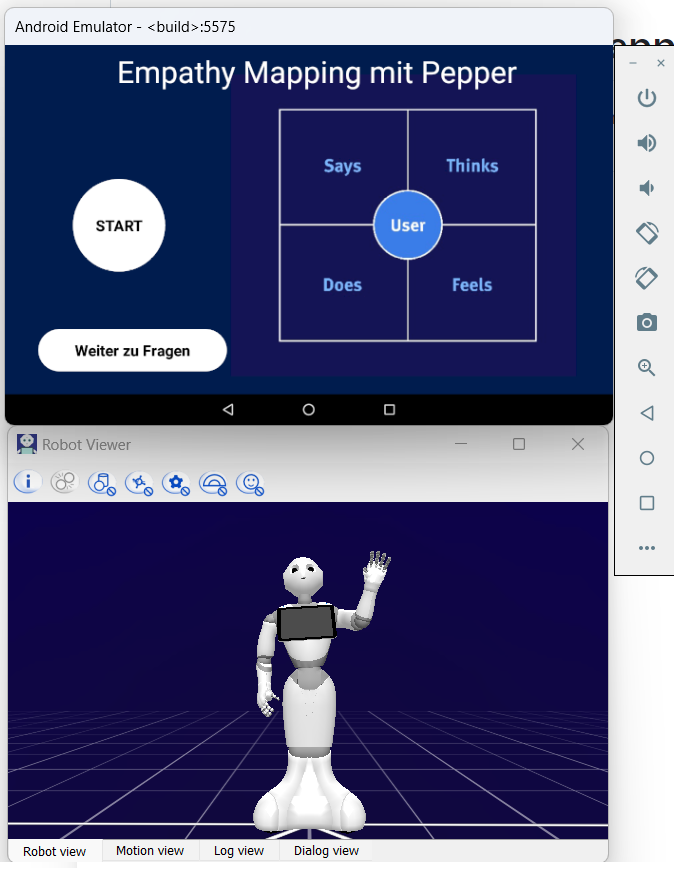 Android Emulator - <build>:5575
Empathy Mapping mit Pepper
Says
Thinks
START
User
Does
Feels
Weiter zu Fragen
Robot Viewer
Robot view
Motion view
Log view
Dialog view